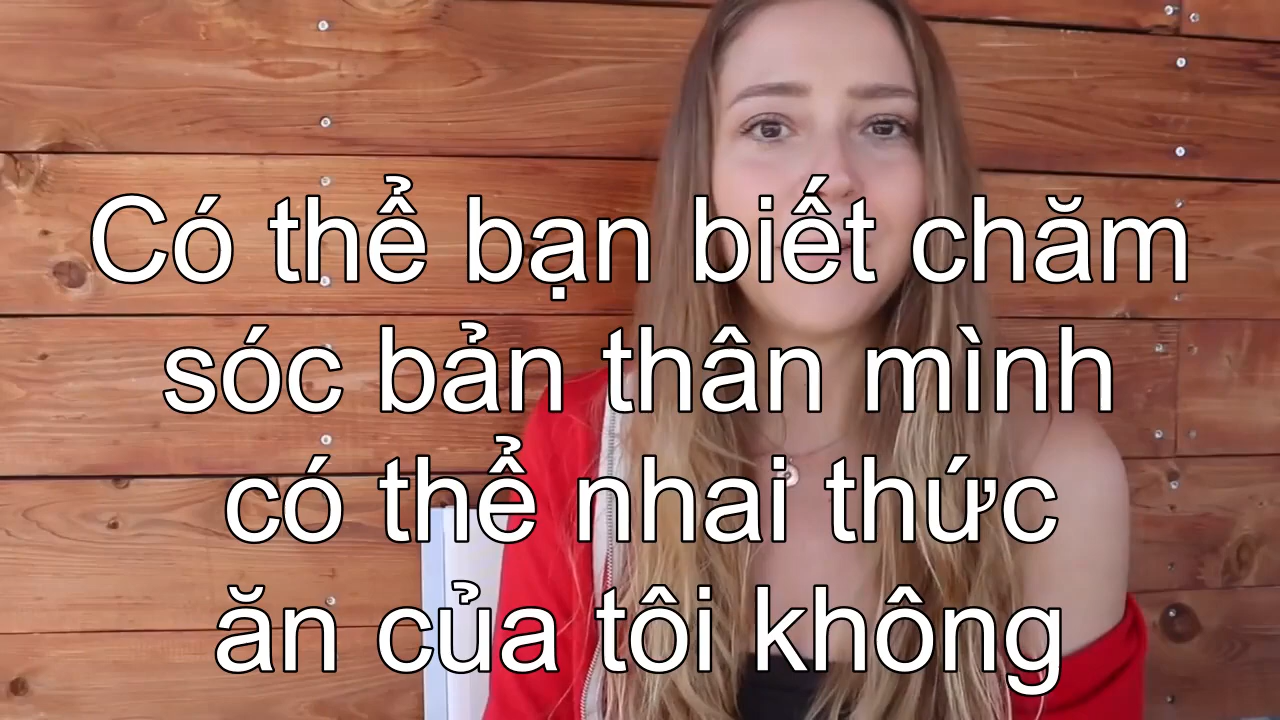 Có thể bạn biết chăm
sóc bản thân mình
có thể nhai thức
ăn của tôi không